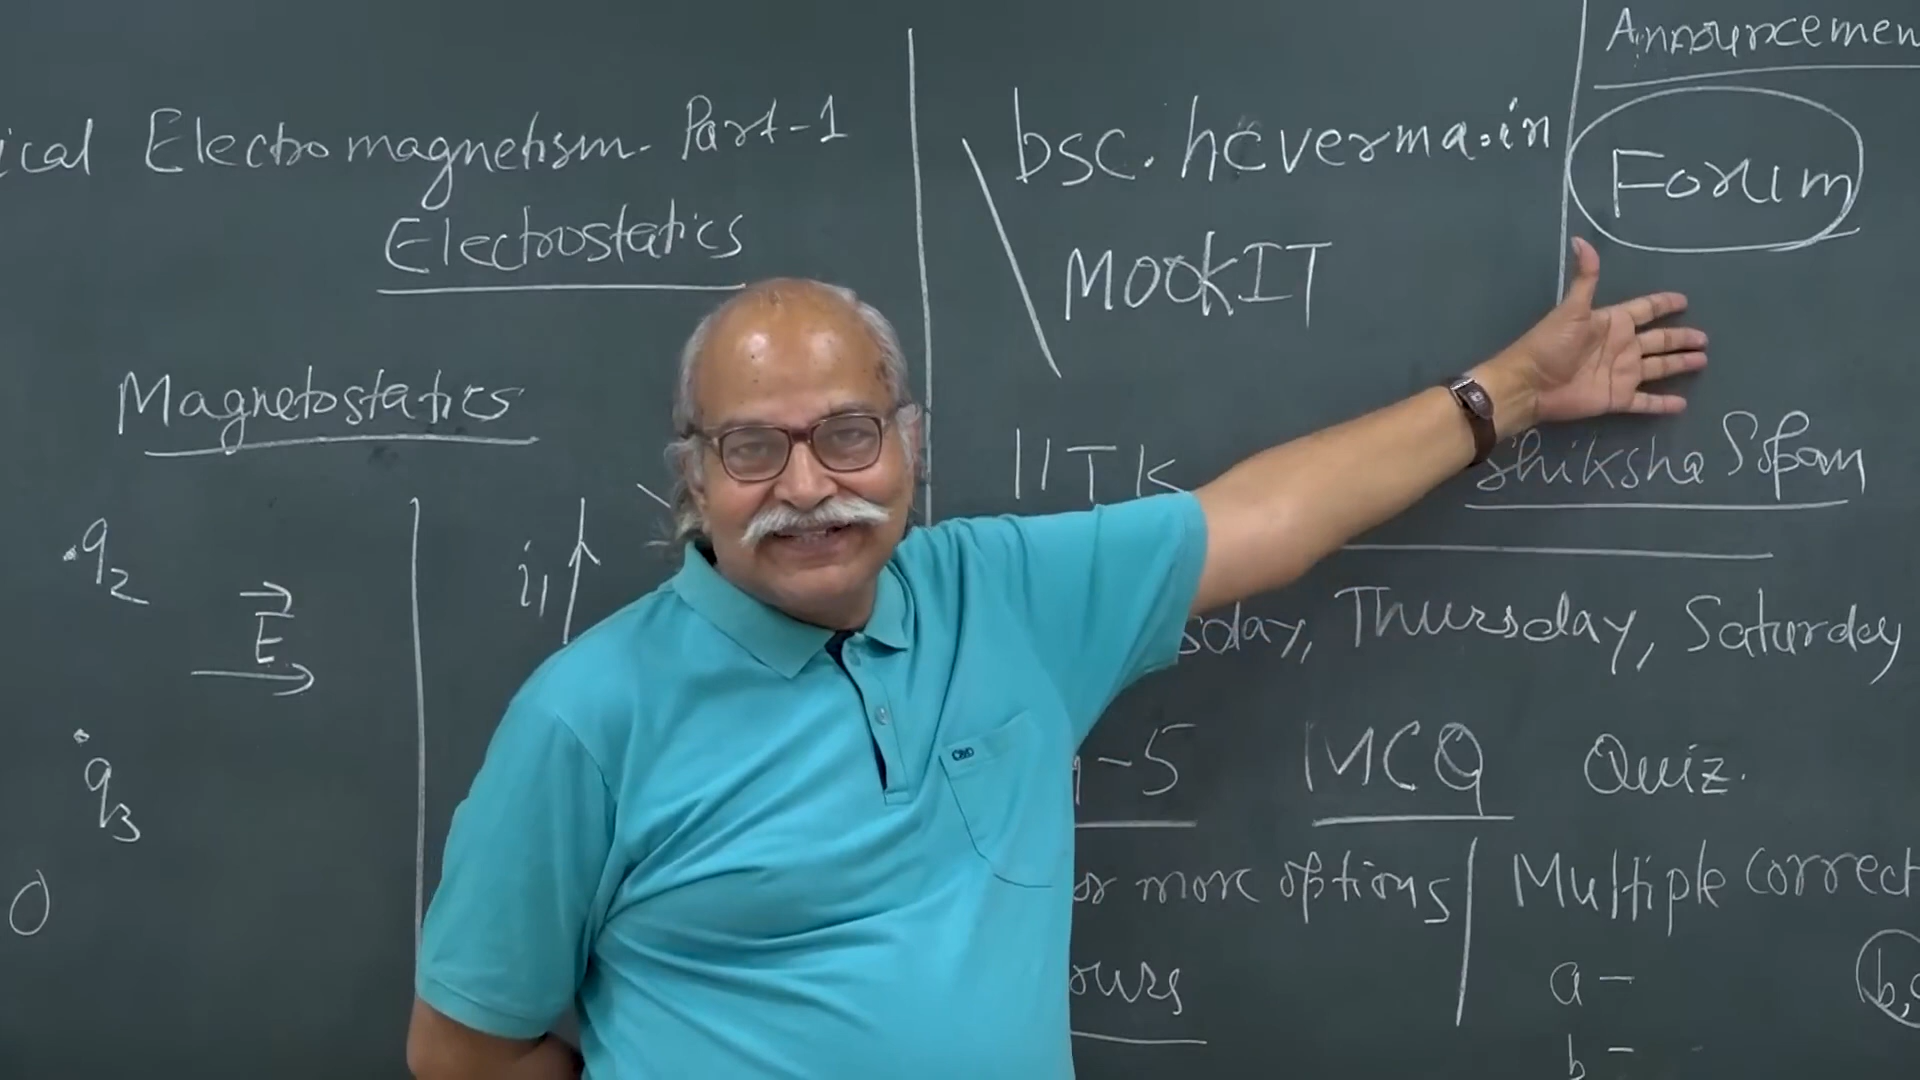 ical Electromagnetism. Part-1
Electrostatics
Magnetostatics
q2
E
q3
i1
bsc.hcverma.in
MOOKIT
IITK
Shiksha Sopan
sday, Thursday, Saturday
-5 MCQ Quiz.
or more options
ours
Multiple correct
a –
b –
b,
Announcemen
Forum